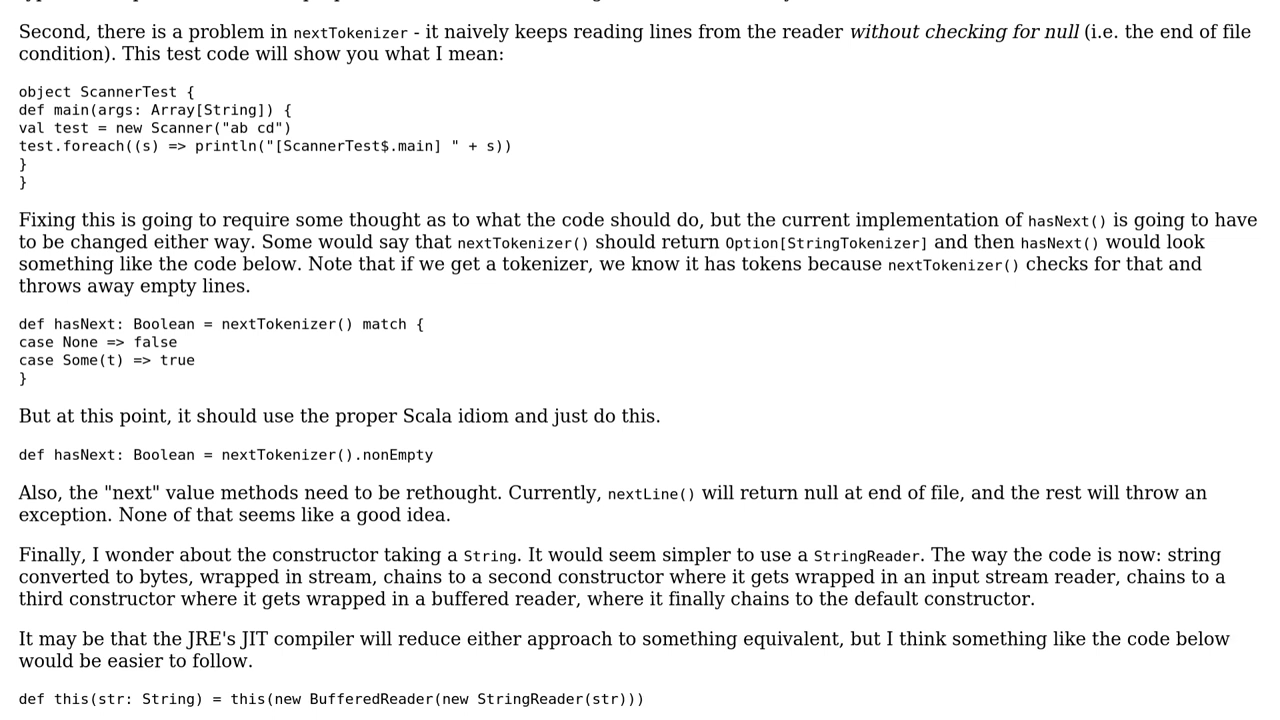 Second, there is a problem in nextTokenizer - it naively keeps reading lines from the reader without checking for null (i.e. the end of file
condition). This test code will show you what I mean:
object ScannerTest {
def main(args: Array[String]) {
val test = new Scanner("ab cd")
test.foreach((s) => println("[ScannerTest$.main] " + s))
}
}
Fixing this is going to require some thought as to what the code should do, but the current implementation of hasNext() is going to have
to be changed either way. Some would say that nextTokenizer() should return Option[StringTokenizer] and then hasNext() would look
something like the code below. Note that if we get a tokenizer, we know it has tokens because nextTokenizer() checks for that and
throws away empty lines.
def hasNext: Boolean = nextTokenizer() match {
case None => false
case Some(t) => true
}
But at this point, it should use the proper Scala idiom and just do this.
def hasNext: Boolean = nextTokenizer().nonEmpty
Also, the "next" value methods need to be rethought. Currently, nextLine() will return null at end of file, and the rest will throw an
exception. None of that seems like a good idea.
Finally, I wonder about the constructor taking a String. It would seem simpler to use a StringReader. The way the code is now: string
converted to bytes, wrapped in stream, chains to a second constructor where it gets wrapped in an input stream reader, chains to a
third constructor where it gets wrapped in a buffered reader, where it finally chains to the default constructor.
It may be that the JRE's JIT compiler will reduce either approach to something equivalent, but I think something like the code below
would be easier to follow.
def this(str: String) = this(new BufferedReader(new StringReader(str)))